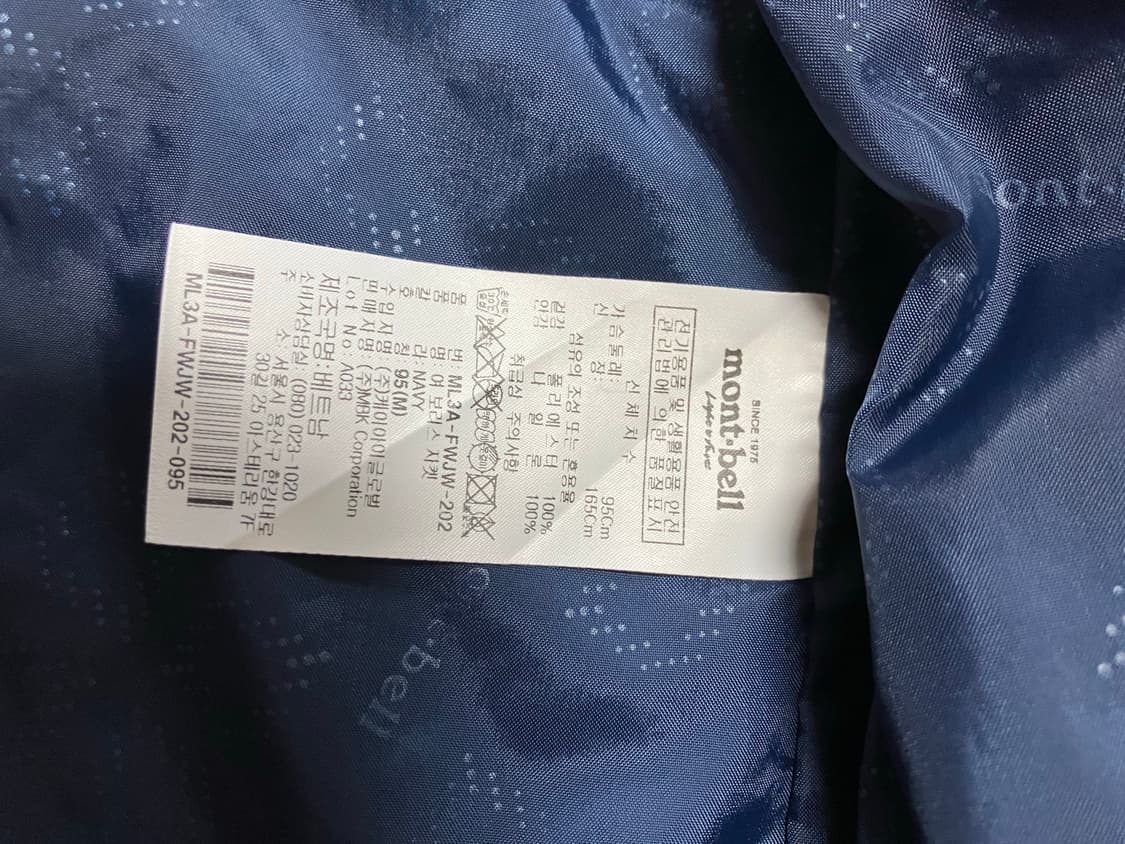 SINCE 1975
mont·bell
전기용품 및 생활용품 안전
관리법에 의한 품질표시
신체치수
가슴둘레: 95Cm
신장: 165Cm
섬유의 조성 또는 혼용율
겉감 폴리에스터 100%
안감 나일론 100%
취급상 주의사항
품번: ML3A-FWJW-202
품명: 여 보리스 자켓
컬러 NAVY
호칭 95(M)
수입자명: (주)케이아이글로벌
판매자명: (주)MBK Corporation
Lot No: A033
제조국명: 베트남
소비자상담실: (080) 023-1020
주소 서울시 용산구 한강대로
30길 25 아스테리움 7F
ML3A-FWJW-202-095
ont·
bell